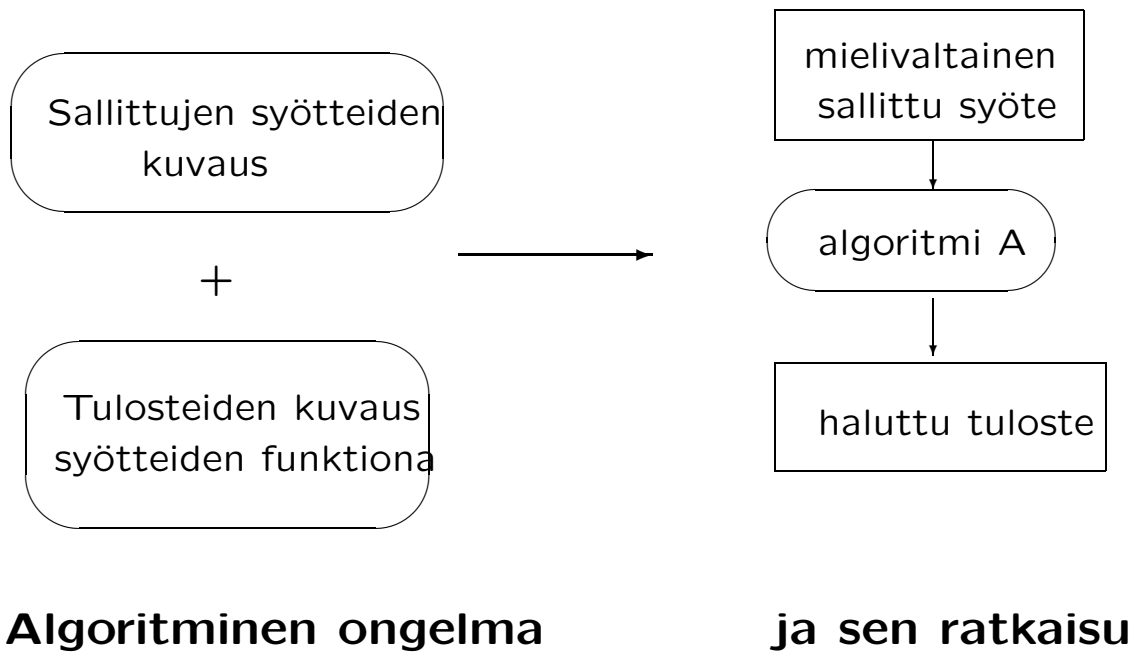 Sallittujen syötteiden
kuvaus
+
Tulosteiden kuvaus
syötteiden funktiona
mielivaltainen
sallittu syöte
algoritmi A
haluttu tuloste
Algoritminen ongelma
ja sen ratkaisu